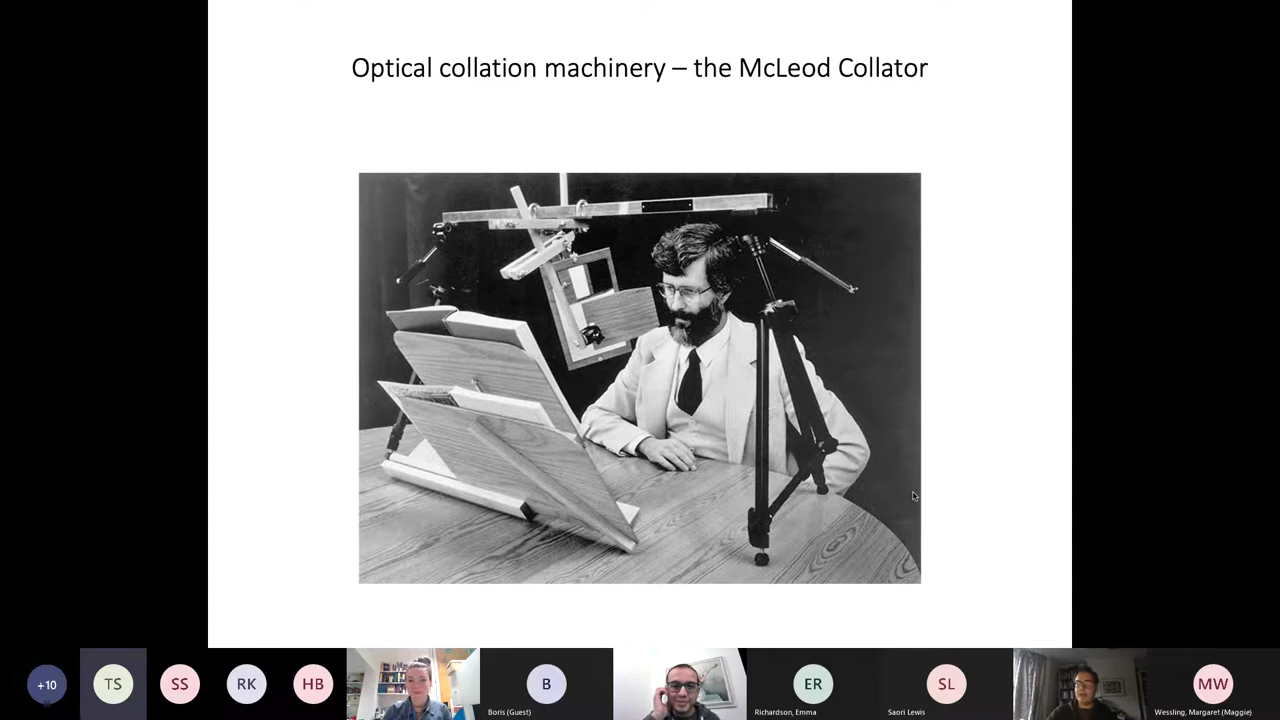 Optical collation machinery – the McLeod Collator
+10
TS
SS
RK
HB
B
Boris (Guest)
ER
Richardson, Emma
SL
Saori Lewis
MW
Wessling, Margaret (Maggie)